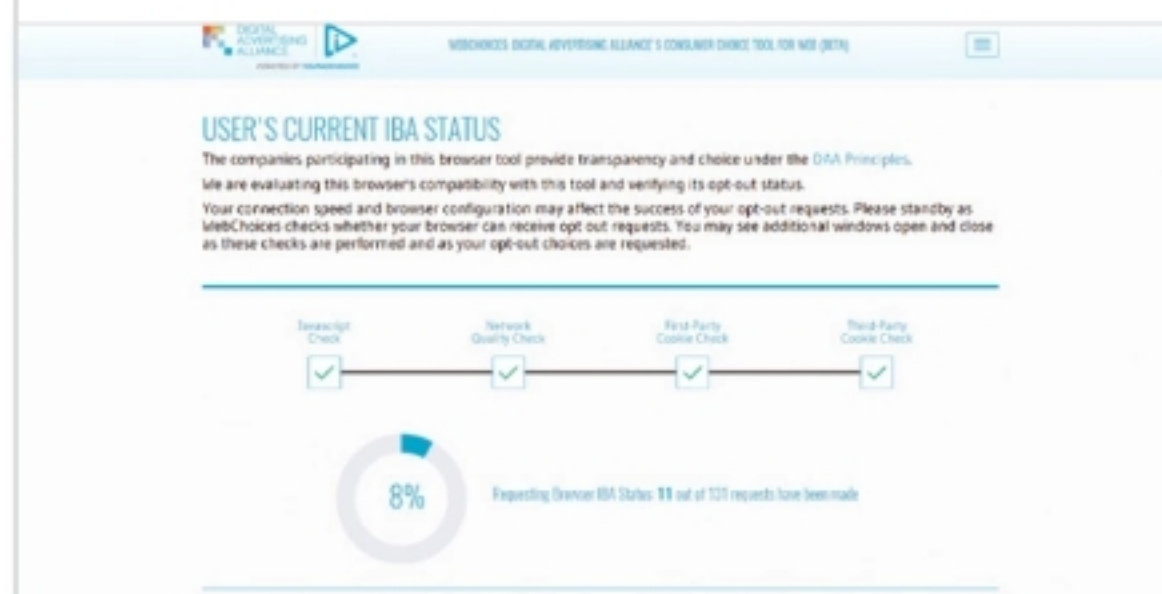 DIGITAL
ADVERTISING
ALLIANCE
WEBCHOICES: DIGITAL ADVERTISING ALLIANCE'S CONSUMER CHOICE TOOL FOR WEB (BETA)
USER'S CURRENT IBA STATUS
The companies participating in this browser tool provide transparency and choice under the DAA Principles.
We are evaluating this browser's compatibility with this tool and verifying its opt-out status.
Your connection speed and browser configuration may affect the success of your opt-out requests. Please standby as
WebChoices checks whether your browser can receive opt out requests. You may see additional windows open and close
as these checks are performed and as your opt-out choices are requested.
Javascript
Check
Network
Quality Check
First-Party
Cookie Check
Third-Party
Cookie Check
8%
Requesting Browser IBA Status: 11 out of 131 requests have been made